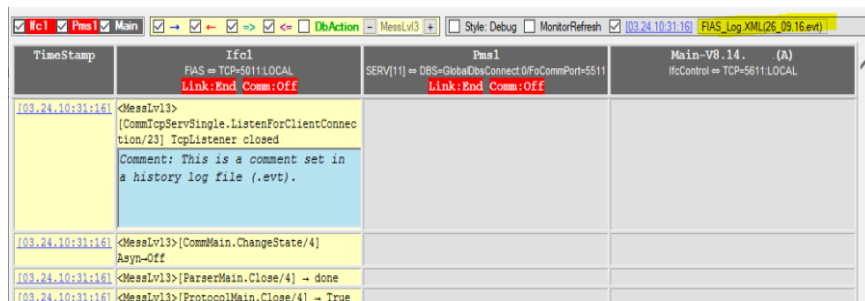 Ifc1 Pms1 Main → ← => <= DbAction - MessLvl3 + Style: Debug MonitorRefresh [03.24.10:31:16] FIAS_Log.XML(26_09.16.evt)
TimeStamp Ifc1 Pms1 Main-V8.14. (A)
FIAS ⇔ TCP=5011:LOCAL SERV[11] ⇔ DBS=GlobalDbsConnect:0/FoCommPort=5511 IfcControl ⇔ TCP=5611:LOCAL
Link:End Comm:Off Link:End Comm:Off
[03.24.10:31:16] <MessLvl3>
[CommTcpServSingle.ListenForClientConnec
tion/23] TcpListener closed
Comment: This is a comment set in
a history log file (.evt).
[03.24.10:31:16] <MessLvl3>[CommMain.ChangeState/4]
Asyn→Off
[03.24.10:31:16] <MessLvl3>[ParserMain.Close/4] → done
[03.24.10:31:16] <MessLvl3>[ProtocolMain.Close/4] → True